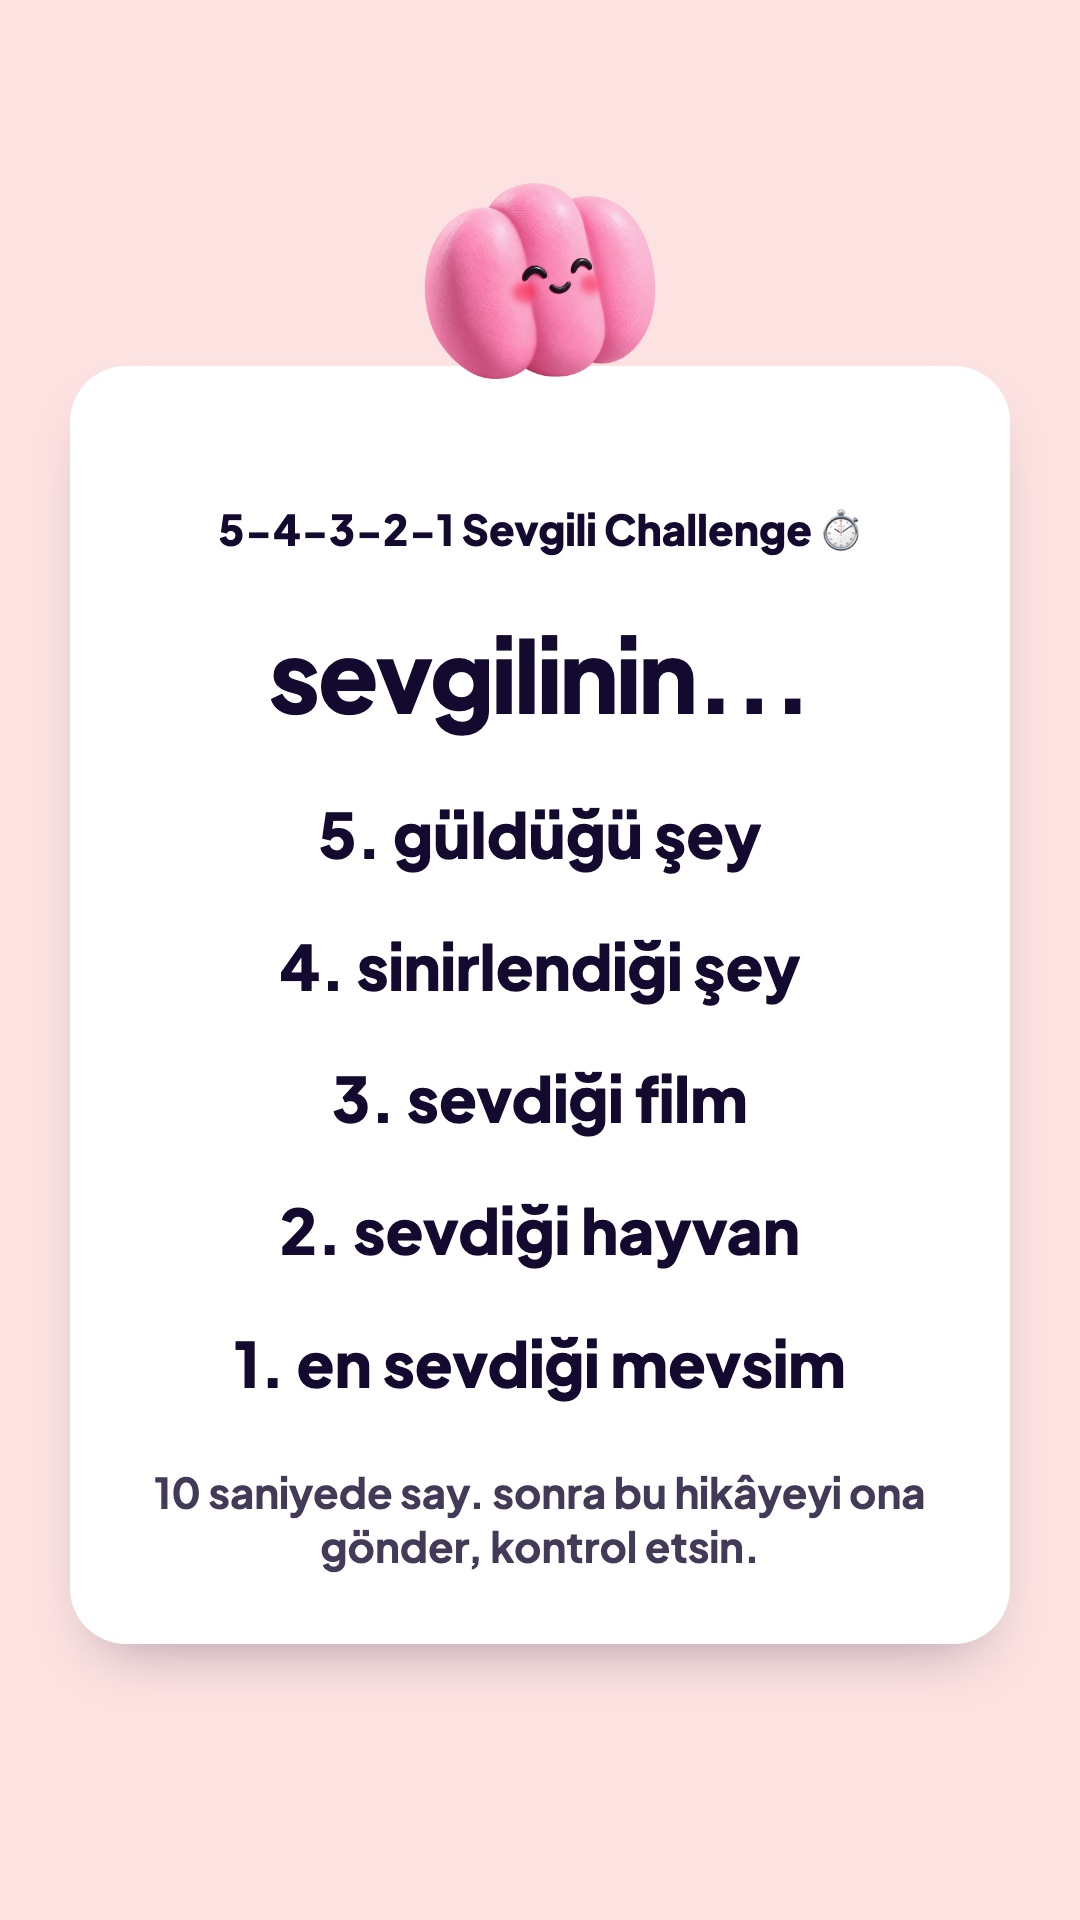 5-4-3-2-1 Sevgili Challenge ⏱️
sevgilinin...
5. güldüğü şey
4. sinirlendiği şey
3. sevdiği film
2. sevdiği hayvan
1. en sevdiği mevsim
10 saniyede say. sonra bu hikâyeyi ona
gönder, kontrol etsin.